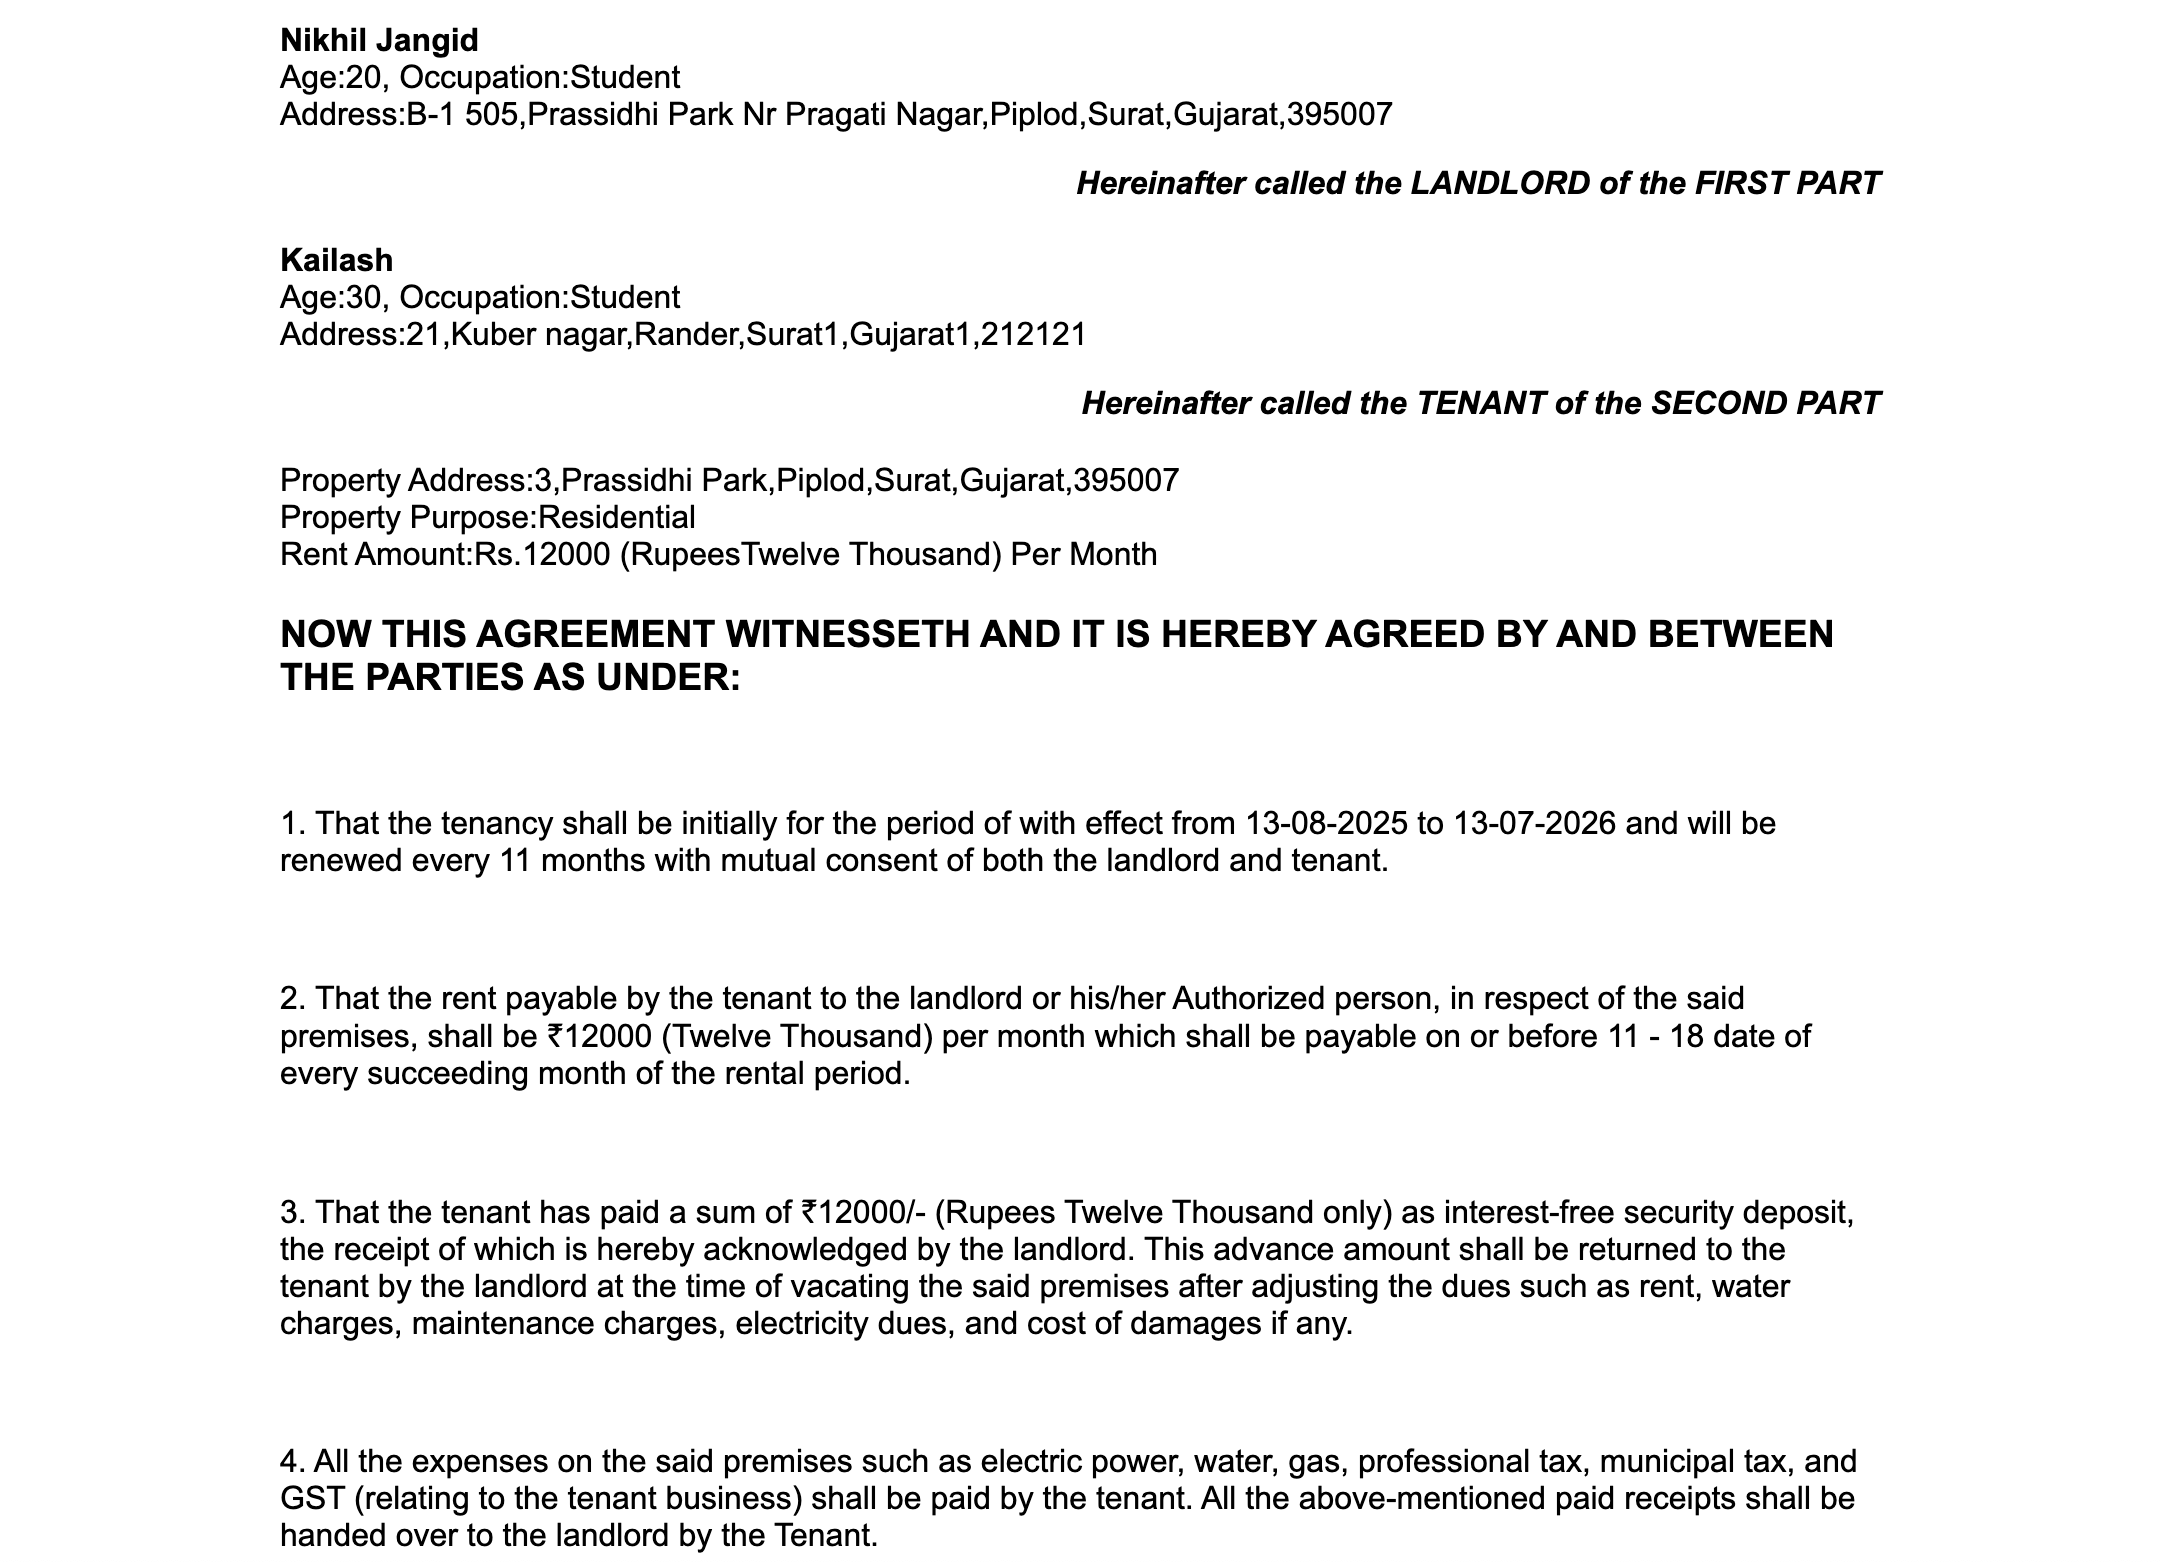 Nikhil Jangid
Age:20, Occupation:Student
Address:B-1 505,Prassidhi Park Nr Pragati Nagar,Piplod,Surat,Gujarat,395007
Hereinafter called the LANDLORD of the FIRST PART
Kailash
Age:30, Occupation:Student
Address:21,Kuber nagar,Rander,Surat1,Gujarat1,212121
Hereinafter called the TENANT of the SECOND PART
Property Address:3,Prassidhi Park,Piplod,Surat,Gujarat,395007
Property Purpose:Residential
Rent Amount:Rs.12000 (RupeesTwelve Thousand) Per Month
NOW THIS AGREEMENT WITNESSETH AND IT IS HEREBY AGREED BY AND BETWEEN
THE PARTIES AS UNDER:
1. That the tenancy shall be initially for the period of with effect from 13-08-2025 to 13-07-2026 and will be
renewed every 11 months with mutual consent of both the landlord and tenant.
2. That the rent payable by the tenant to the landlord or his/her Authorized person, in respect of the said
premises, shall be ₹12000 (Twelve Thousand) per month which shall be payable on or before 11 - 18 date of
every succeeding month of the rental period.
3. That the tenant has paid a sum of ₹12000/- (Rupees Twelve Thousand only) as interest-free security deposit,
the receipt of which is hereby acknowledged by the landlord. This advance amount shall be returned to the
tenant by the landlord at the time of vacating the said premises after adjusting the dues such as rent, water
charges, maintenance charges, electricity dues, and cost of damages if any.
4. All the expenses on the said premises such as electric power, water, gas, professional tax, municipal tax, and
GST (relating to the tenant business) shall be paid by the tenant. All the above-mentioned paid receipts shall be
handed over to the landlord by the Tenant.